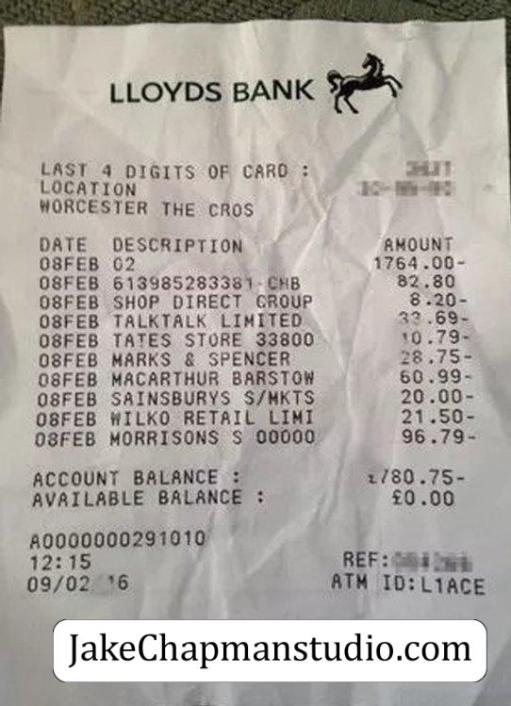 LLOYDS BANK
LAST 4 DIGITS OF CARD :
LOCATION
WORCESTER THE CROS
DATE DESCRIPTION AMOUNT
08FEB 02 1764.00-
08FEB 613985283381 CHB 82.80
08FEB SHOP DIRECT GROUP 8.20-
08FEB TALKTALK LIMITED 33.69-
08FEB TATES STORE 33800 10.79-
08FEB MARKS & SPENCER 28.75-
08FEB MACARTHUR BARSTOW 60.99-
08FEB SAINSBURYS S/MKTS 20.00-
08FEB WILKO RETAIL LIMI 21.50-
08FEB MORRISONS S 00000 96.79-
ACCOUNT BALANCE : £780.75-
AVAILABLE BALANCE : £0.00
A0000000291010
12:15 REF:
09/02 16 ATM ID:L1ACE
JakeChapmanstudio.com